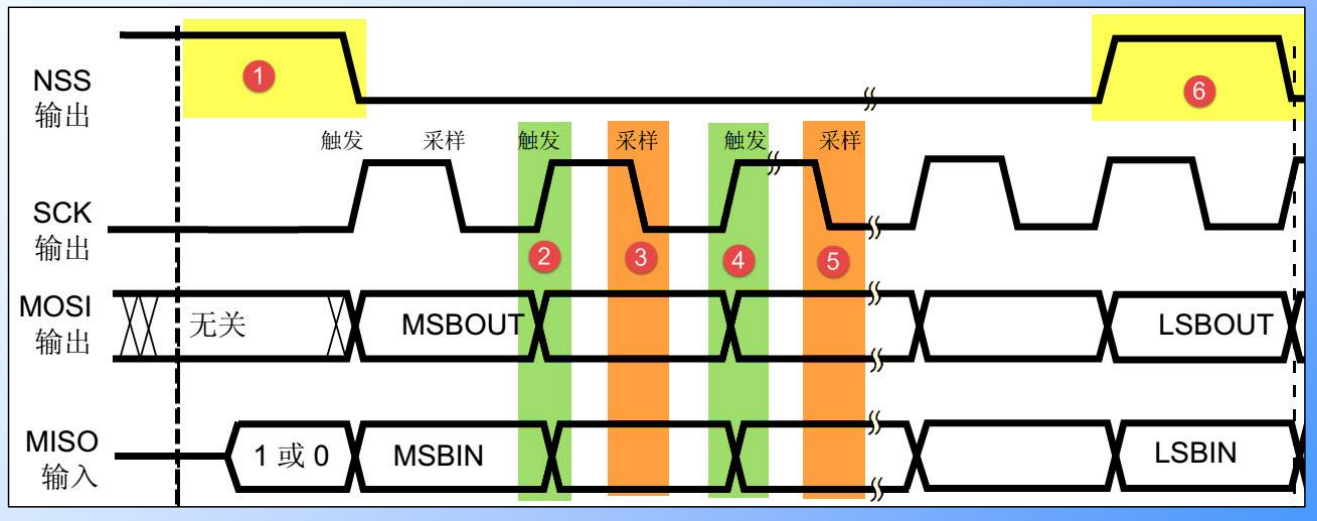 NSS
输出
1
6
触发 采样 触发 采样 触发 采样
SCK
输出
2 3 4 5
MOSI
输出
无关 MSBOUT LSBOUT
MISO
输入
1 或 0 MSBIN LSBIN